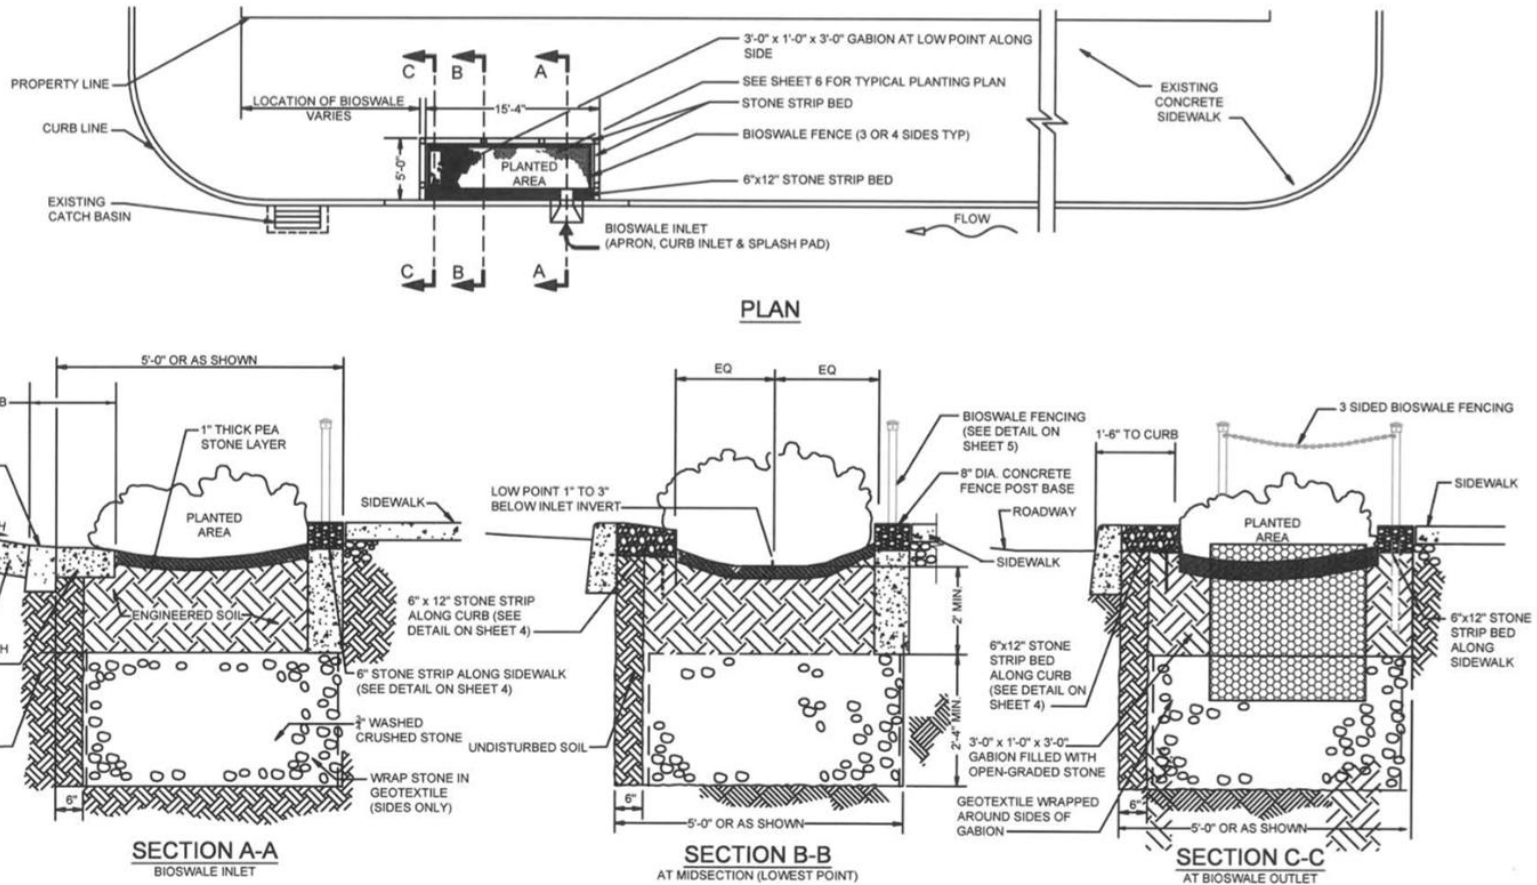 3'-0" x 1'-0" x 3'-0" GABION AT LOW POINT ALONG
SIDE
C
B
A
SEE SHEET 6 FOR TYPICAL PLANTING PLAN
PROPERTY LINE
EXISTING
CONCRETE
SIDEWALK
LOCATION OF BIOSWALE
VARIES
15'-4"
STONE STRIP BED
CURB LINE
BIOSWALE FENCE (3 OR 4 SIDES TYP)
5'-0"
PLANTED
AREA
6"x12" STONE STRIP BED
EXISTING
CATCH BASIN
BIOSWALE INLET
(APRON, CURB INLET & SPLASH PAD)
FLOW
C
B
A
PLAN
5'-0" OR AS SHOWN
B
1" THICK PEA
STONE LAYER
PLANTED
AREA
SIDEWALK
H
ENGINEERED SOIL
H
6" STONE STRIP ALONG SIDEWALK
(SEE DETAIL ON SHEET 4)
3/4" WASHED
CRUSHED STONE
WRAP STONE IN
GEOTEXTILE
(SIDES ONLY)
6"
SECTION A-A
BIOSWALE INLET
EQ
EQ
BIOSWALE FENCING
(SEE DETAIL ON
SHEET 5)
8" DIA. CONCRETE
FENCE POST BASE
LOW POINT 1" TO 3"
BELOW INLET INVERT
SIDEWALK
6" x 12" STONE STRIP
ALONG CURB (SEE
DETAIL ON SHEET 4)
2' MIN.
2'-4" MIN.
UNDISTURBED SOIL
6"
5'-0" OR AS SHOWN
SECTION B-B
AT MIDSECTION (LOWEST POINT)
3 SIDED BIOSWALE FENCING
1'-6" TO CURB
SIDEWALK
ROADWAY
PLANTED
AREA
6"x12" STONE
STRIP BED
ALONG
SIDEWALK
6"x12" STONE
STRIP BED
ALONG CURB
(SEE DETAIL ON
SHEET 4)
3'-0" x 1'-0" x 3'-0"
GABION FILLED WITH
OPEN-GRADED STONE
GEOTEXTILE WRAPPED
AROUND SIDES OF
GABION
6"
5'-0" OR AS SHOWN
SECTION C-C
AT BIOSWALE OUTLET